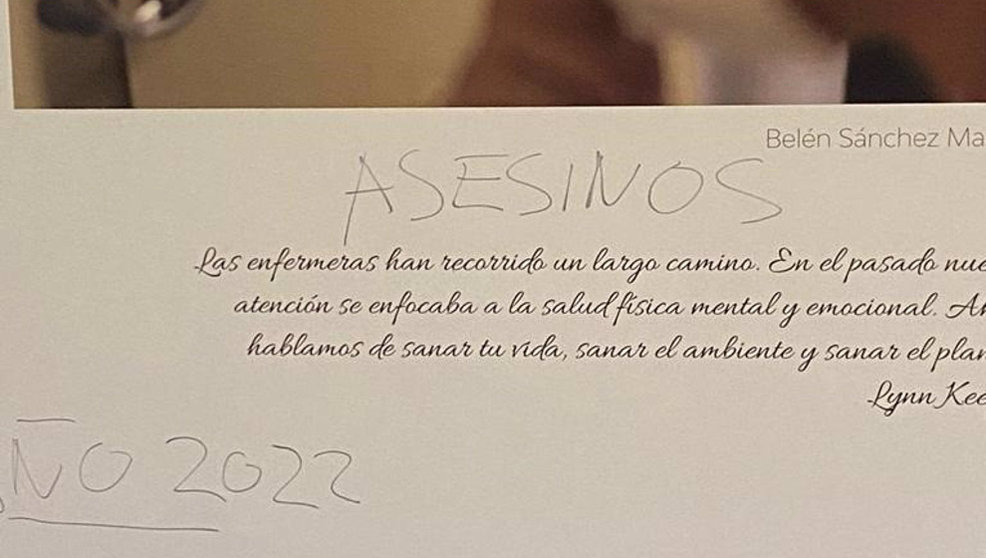 Belén Sánchez Ma
ASESINOS
Las enfermeras han recorrido un largo camino. En el pasado nue
atención se enfocaba a la salud física mental y emocional. A
hablamos de sanar tu vida, sanar el ambiente y sanar el plan
Lynn Kee
ÑO 2022